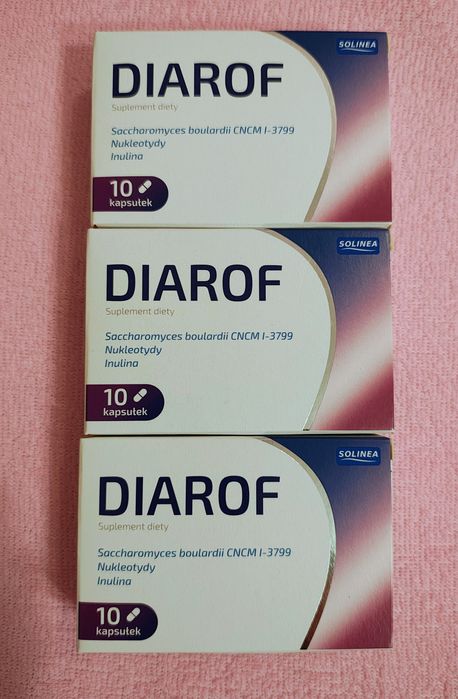 SOLINEA
DIAROF
Suplement diety
Saccharomyces boulardii CNCM I-3799
Nukleotydy
Inulina
10
kapsułek
SOLINEA
DIAROF
Suplement diety
Saccharomyces boulardii CNCM I-3799
Nukleotydy
Inulina
10
kapsułek
SOLINEA
DIAROF
Suplement diety
Saccharomyces boulardii CNCM I-3799
Nukleotydy
Inulina
10
kapsułek